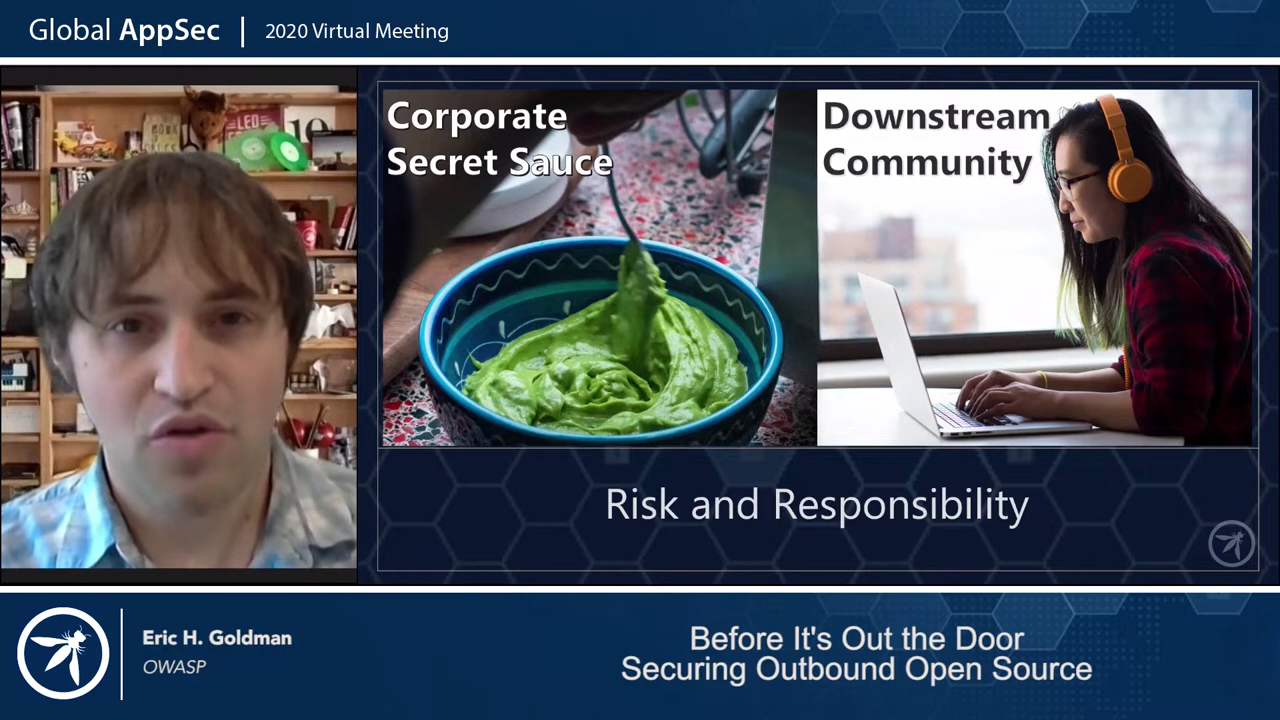 Global AppSec | 2020 Virtual Meeting
LED
Corporate
Secret Sauce
Downstream
Community
Risk and Responsibility
Eric H. Goldman
OWASP
Before It's Out the Door
Securing Outbound Open Source